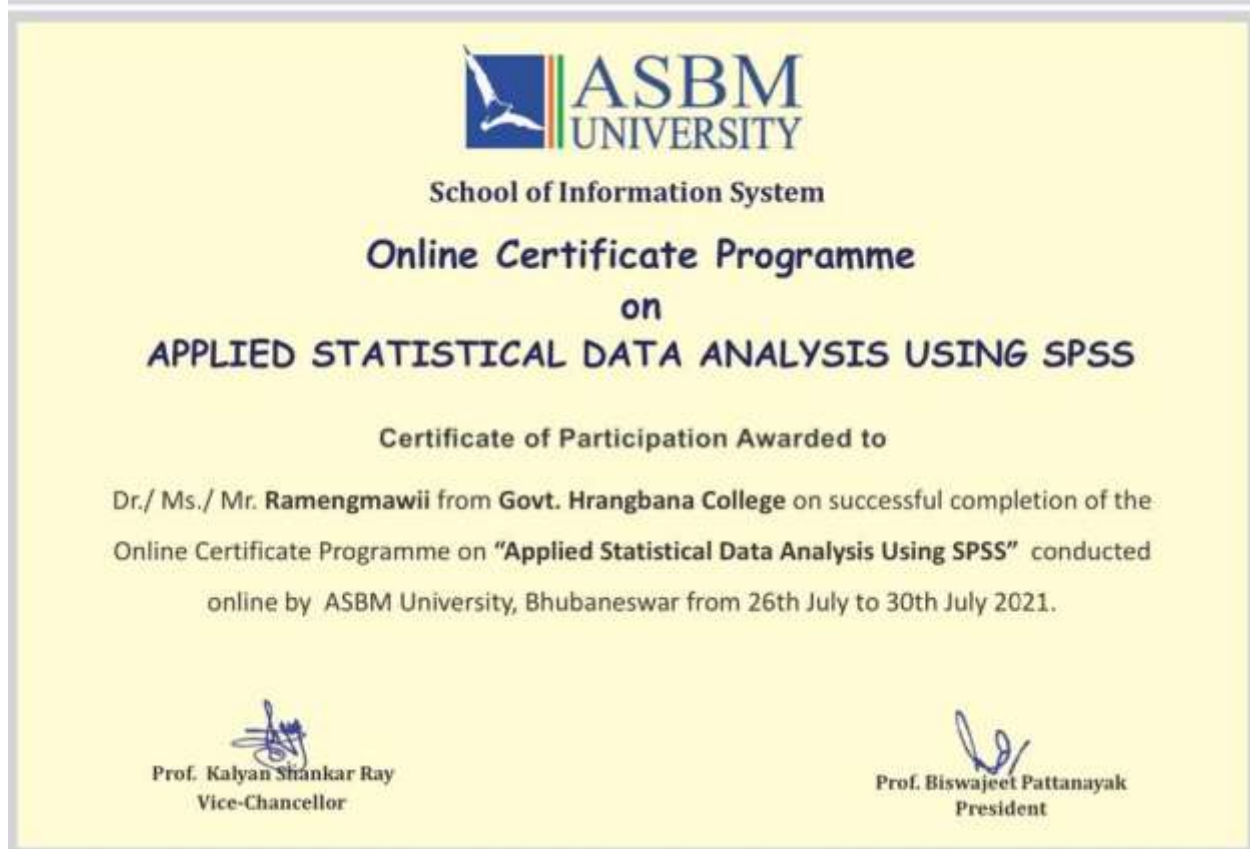 ASBM
UNIVERSITY
School of Information System
Online Certificate Programme
on
APPLIED STATISTICAL DATA ANALYSIS USING SPSS
Certificate of Participation Awarded to
Dr./ Ms./ Mr. Ramengmawii from Govt. Hrangbana College on successful completion of the
Online Certificate Programme on “Applied Statistical Data Analysis Using SPSS” conducted
online by ASBM University, Bhubaneswar from 26th July to 30th July 2021.
Prof. Kalyan Shankar Ray
Vice-Chancellor
Prof. Biswajeet Pattanayak
President